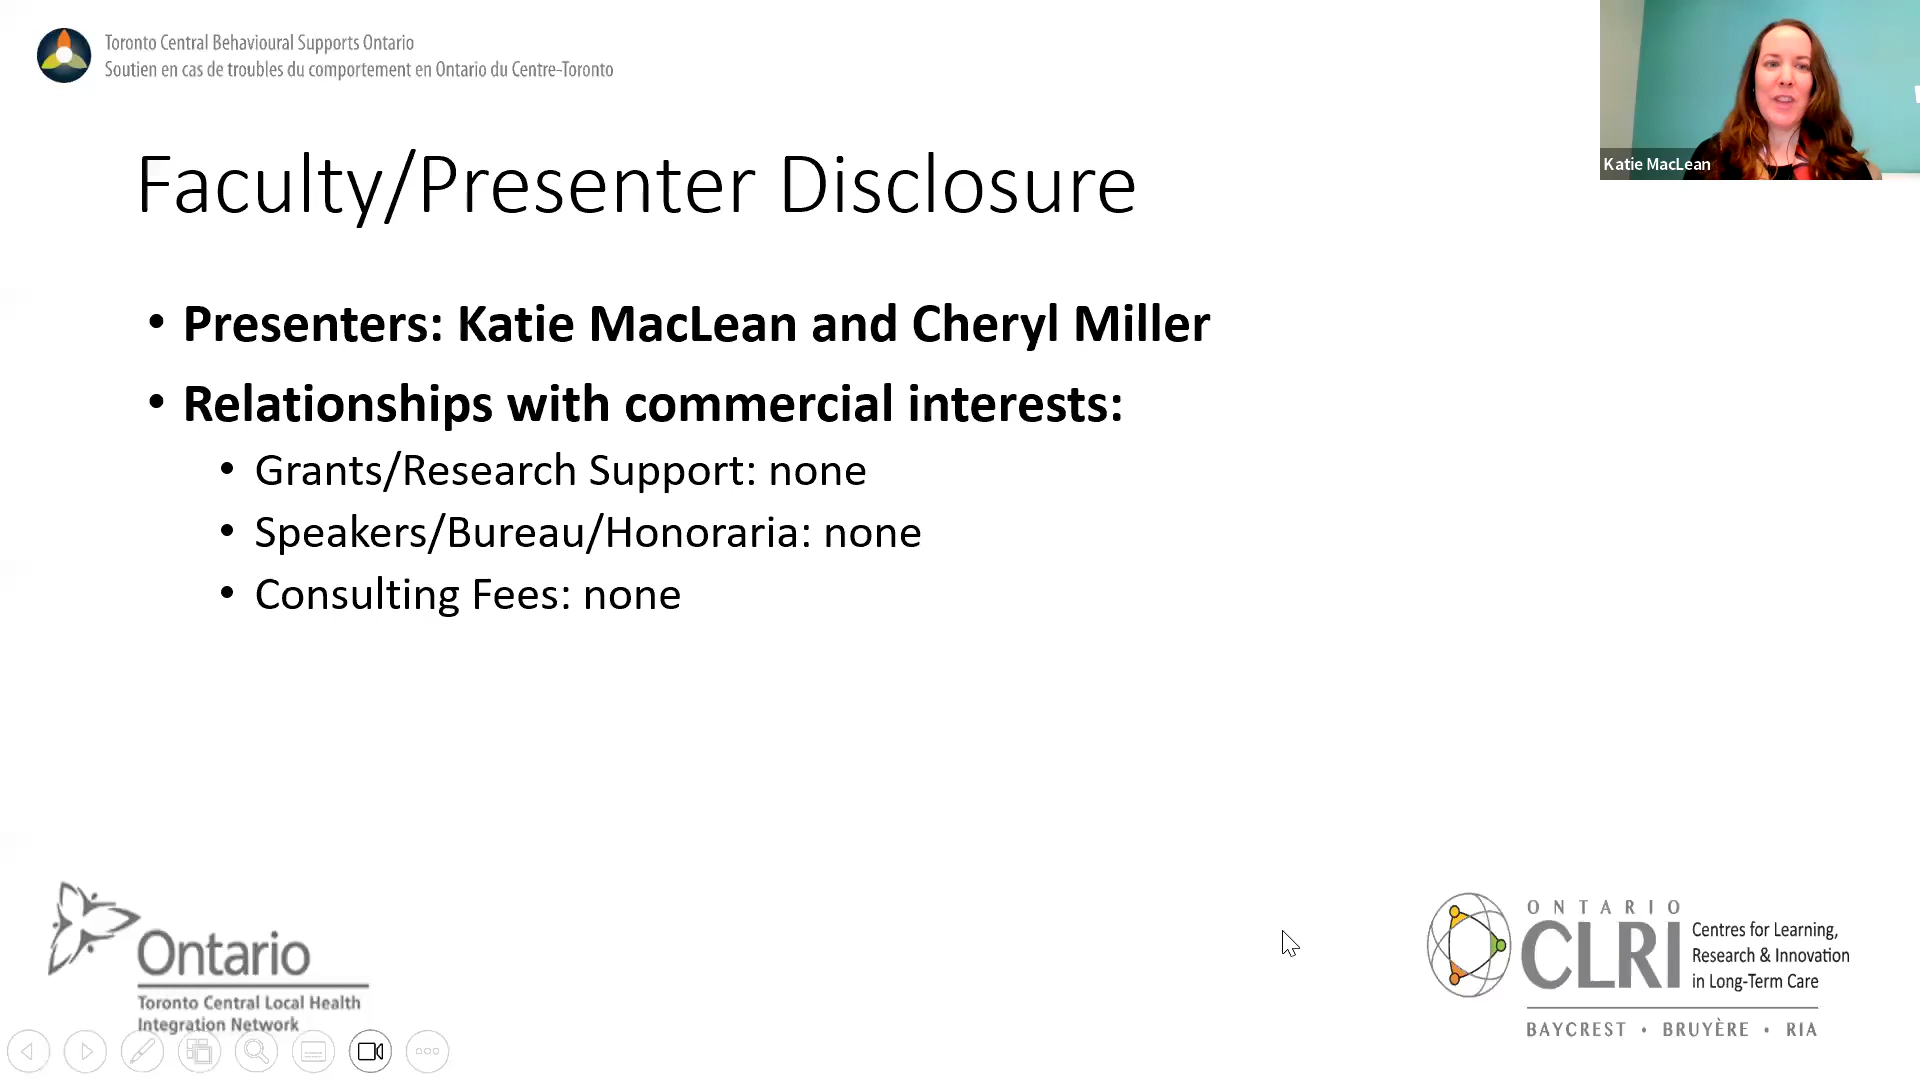 Toronto Central Behavioural Supports Ontario
Soutien en cas de troubles du comportement en Ontario du Centre-Toronto
Katie MacLean
Faculty/Presenter Disclosure
• Presenters: Katie MacLean and Cheryl Miller
• Relationships with commercial interests:
• Grants/Research Support: none
• Speakers/Bureau/Honoraria: none
• Consulting Fees: none
Ontario
Toronto Central Local Health
Integration Network
ONTARIO
CLRI
Centres for Learning,
Research & Innovation
in Long-Term Care
BAYCREST • BRUYÈRE • RIA